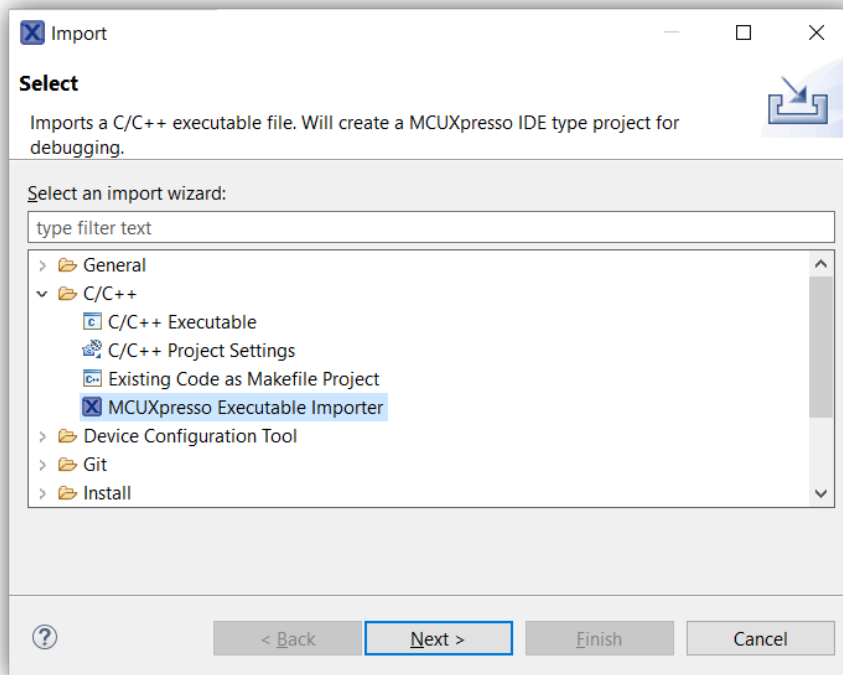 Import
Select
Imports a C/C++ executable file. Will create a MCUXpresso IDE type project for
debugging.
Select an import wizard:
type filter text
General
C/C++
C/C++ Executable
C/C++ Project Settings
Existing Code as Makefile Project
MCUXpresso Executable Importer
Device Configuration Tool
Git
Install
< Back Next > Finish Cancel